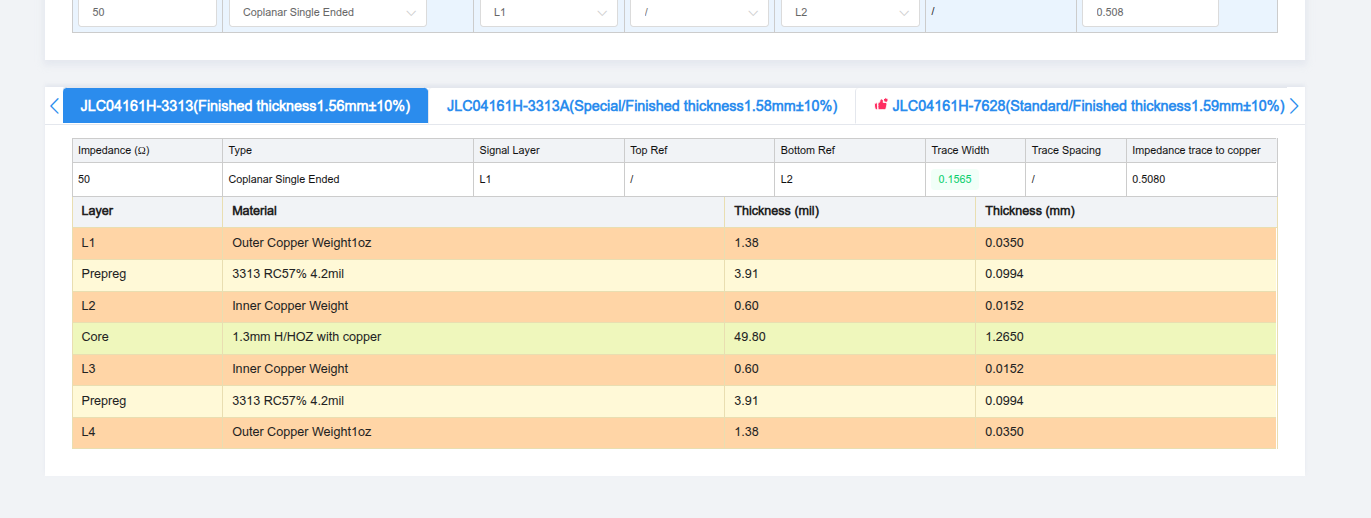 50 Coplanar Single Ended L1 / L2 / 0.508
JLC04161H-3313(Finished thickness1.56mm±10%) JLC04161H-3313A(Special/Finished thickness1.58mm±10%) JLC04161H-7628(Standard/Finished thickness1.59mm±10%)
Impedance (Ω) Type Signal Layer Top Ref Bottom Ref Trace Width Trace Spacing Impedance trace to copper
50 Coplanar Single Ended L1 / L2 0.1565 / 0.5080
Layer Material Thickness (mil) Thickness (mm)
L1 Outer Copper Weight1oz 1.38 0.0350
Prepreg 3313 RC57% 4.2mil 3.91 0.0994
L2 Inner Copper Weight 0.60 0.0152
Core 1.3mm H/HOZ with copper 49.80 1.2650
L3 Inner Copper Weight 0.60 0.0152
Prepreg 3313 RC57% 4.2mil 3.91 0.0994
L4 Outer Copper Weight1oz 1.38 0.0350